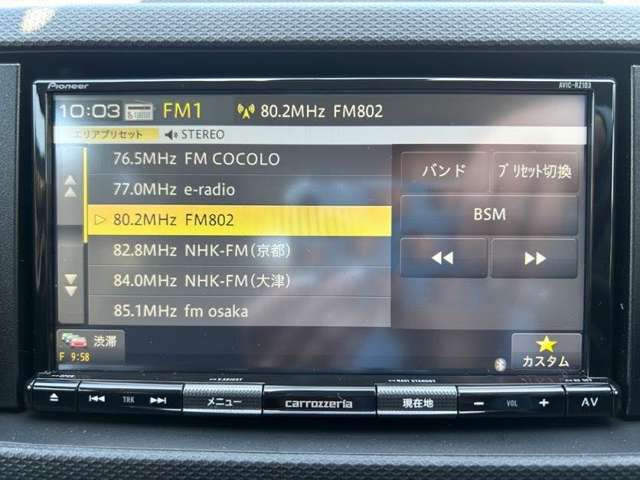 Pioneer
AVIC-RZ103
10:03 FM1 80.2MHz FM802
エリアプリセット STEREO
76.5MHz FM COCOLO
77.0MHz e-radio
80.2MHz FM802
82.8MHz NHK-FM(京都)
84.0MHz NHK-FM(大津)
85.1MHz fm osaka
バンド
プリセット切換
BSM
渋滞
F 9:58
カスタム
TRK
メニュー
carrozzeria
現在地
− VOL +
AV